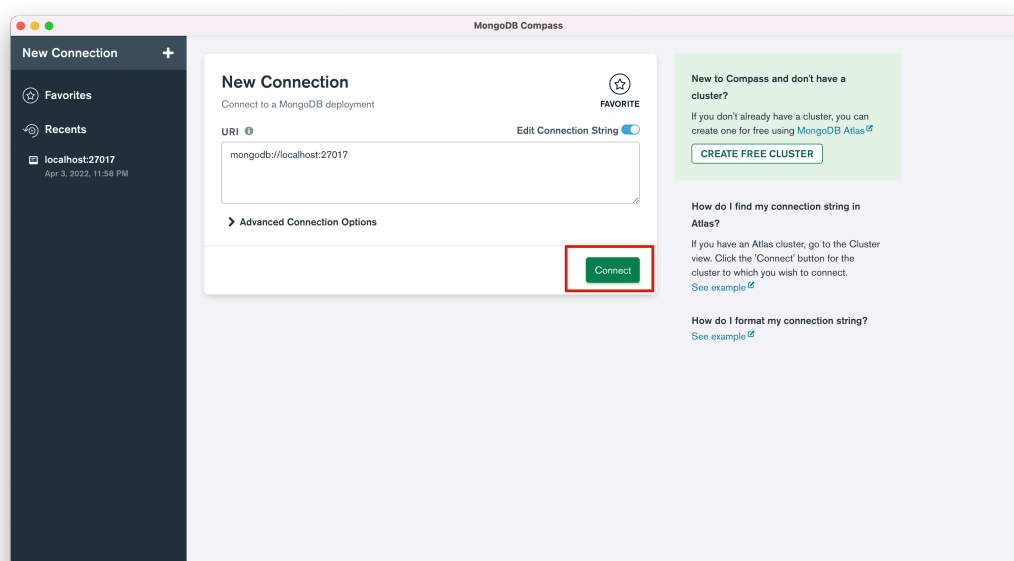 MongoDB Compass
New Connection
Favorites
Recents
localhost:27017
Apr 3, 2022, 11:58 PM
New Connection
Connect to a MongoDB deployment
FAVORITE
URI
Edit Connection String
mongodb://localhost:27017
Advanced Connection Options
Connect
New to Compass and don't have a
cluster?
If you don't already have a cluster, you can
create one for free using MongoDB Atlas
CREATE FREE CLUSTER
How do I find my connection string in
Atlas?
If you have an Atlas cluster, go to the Cluster
view. Click the 'Connect' button for the
cluster to which you wish to connect.
See example
How do I format my connection string?
See example